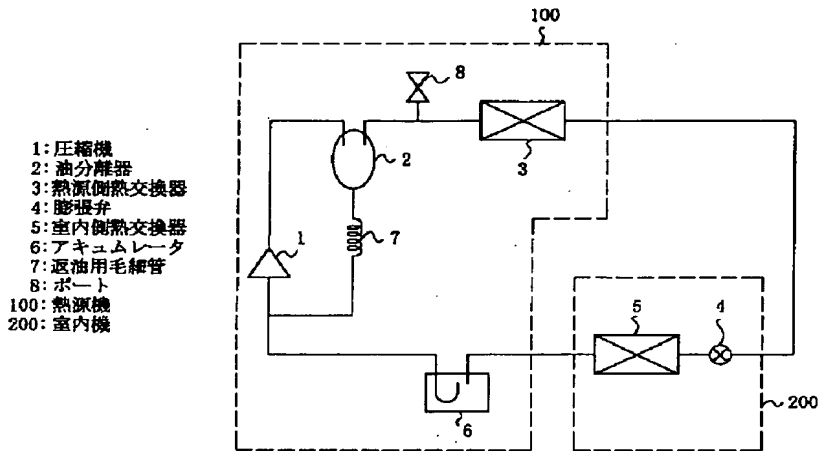 100
8
2
3
1:圧縮機
2:油分離器
3:熱源側熱交換器
4:膨張弁
5:室内側熱交換器
6:アキュムレータ
7:返油用毛細管
8:ポート
100:熱源機
200:室内機
1
7
5
4
6
200